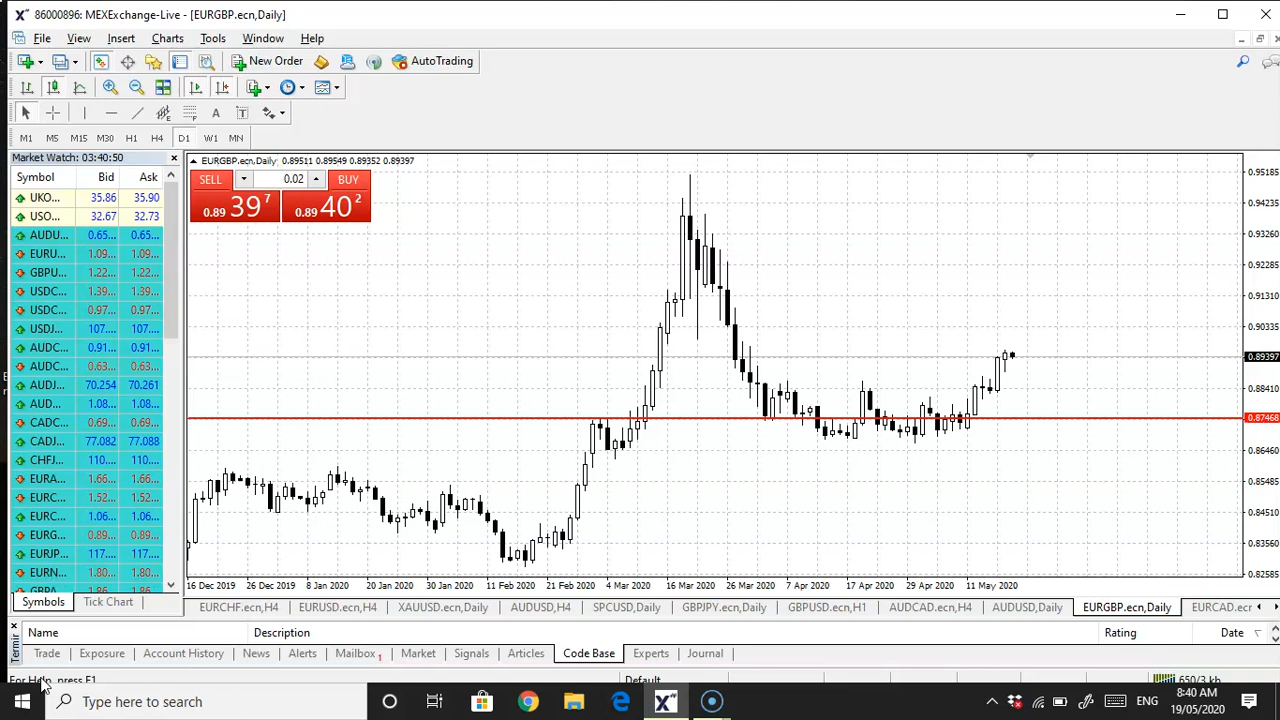 86000896: MEXExchange-Live - [EURGBP.ecn,Daily]
File View Insert Charts Tools Window Help
New Order AutoTrading
A T
M1 M5 M15 M30 H1 H4 D1 W1 MN
Market Watch: 03:40:50
Symbol Bid Ask
UKO... 35.86 35.90
USO... 32.67 32.73
AUDU... 0.65... 0.65...
EURU... 1.09... 1.09...
GBPU... 1.22... 1.22...
USDC... 1.39... 1.39...
USDC... 0.97... 0.97...
USDJ... 107.... 107....
AUDC... 0.91... 0.91...
AUDC... 0.63... 0.63...
AUDJ... 70.254 70.261
AUD... 1.08... 1.08...
CADC... 0.69... 0.69...
CADJ... 77.082 77.088
CHFJ... 110.... 110....
EURA... 1.66... 1.66...
EURC... 1.52... 1.52...
EURC... 1.06... 1.06...
EURG... 0.89... 0.89...
EURJP... 117.... 117....
EURN... 1.80... 1.80...
GBPA... 1.86... 1.86...
Symbols Tick Chart
EURGBP.ecn,Daily 0.89511 0.89549 0.89352 0.89397
SELL 0.02 BUY
0.89 39 7 0.89 40 2
0.95185
0.94235
0.93260
0.92285
0.91310
0.90335
0.89397
0.88410
0.87468
0.86460
0.85485
0.84510
0.83560
0.82585
16 Dec 2019 26 Dec 2019 8 Jan 2020 20 Jan 2020 30 Jan 2020 11 Feb 2020 21 Feb 2020 4 Mar 2020 16 Mar 2020 26 Mar 2020 7 Apr 2020 17 Apr 2020 29 Apr 2020 11 May 2020
EURCHF.ecn,H4 EURUSD.ecn,H4 XAUUSD.ecn,Daily AUDUSD,H4 SPCUSD,Daily GBPJPY.ecn,Daily GBPUSD.ecn,H1 AUDCAD.ecn,H4 AUDUSD,Daily EURGBP.ecn,Daily EURCAD.ecn
Name Description Rating Date
Termir
Trade Exposure Account History News Alerts Mailbox 1 Market Signals Articles Code Base Experts Journal
For Help, press F1 Default 650/3 kb
Type here to search
ENG
8:40 AM
19/05/2020